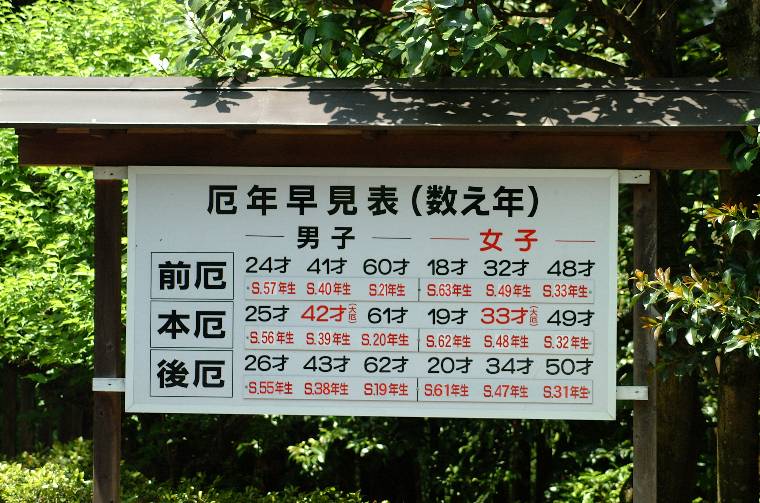 厄年早見表(数え年)
男子 女子
前厄 24才 41才 60才 18才 32才 48才
S.57年生 S.40年生 S.21年生 S.63年生 S.49年生 S.33年生
本厄 25才 42才(大厄) 61才 19才 33才(大厄) 49才
S.56年生 S.39年生 S.20年生 S.62年生 S.48年生 S.32年生
後厄 26才 43才 62才 20才 34才 50才
S.55年生 S.38年生 S.19年生 S.61年生 S.47年生 S.31年生